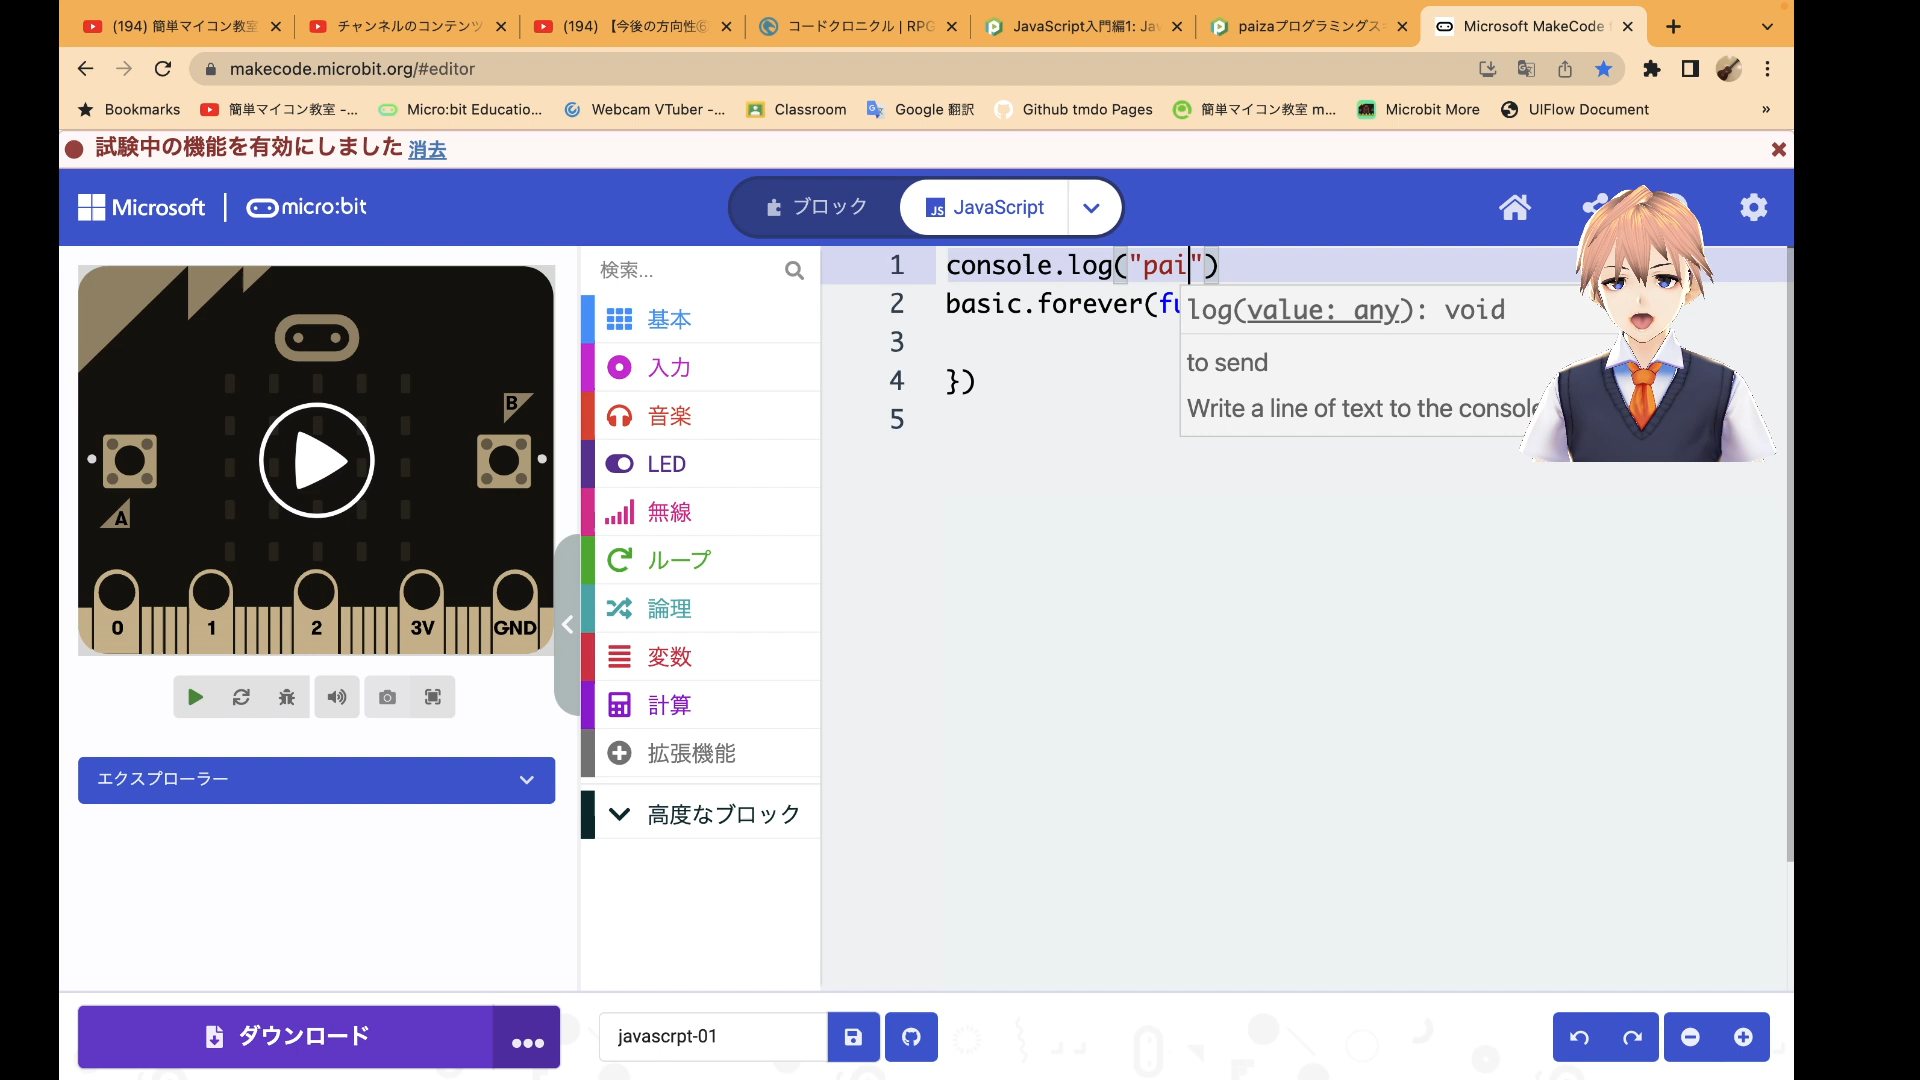 (194) 簡単マイコン教室
チャンネルのコンテンツ
(194) 【今後の方向性⑥
コードクロニクル | RPG
JavaScript入門編1: Ja
paizaプログラミングス
Microsoft MakeCode f
makecode.microbit.org/#editor
Bookmarks
簡単マイコン教室 -...
Micro:bit Educatio...
Webcam VTuber -...
Classroom
Google 翻訳
Github tmdo Pages
簡単マイコン教室 m...
Microbit More
UIFlow Document
»
試験中の機能を有効にしました 消去
Microsoft
micro:bit
ブロック
JS JavaScript
検索...
基本
入力
音楽
LED
無線
ループ
論理
変数
計算
拡張機能
高度なブロック
1 console.log("pai")
2 basic.forever(fu
3
4 })
5
log(value: any): void
to send
Write a line of text to the console
B
A
0 1 2 3V GND
エクスプローラー
ダウンロード
javascrpt-01